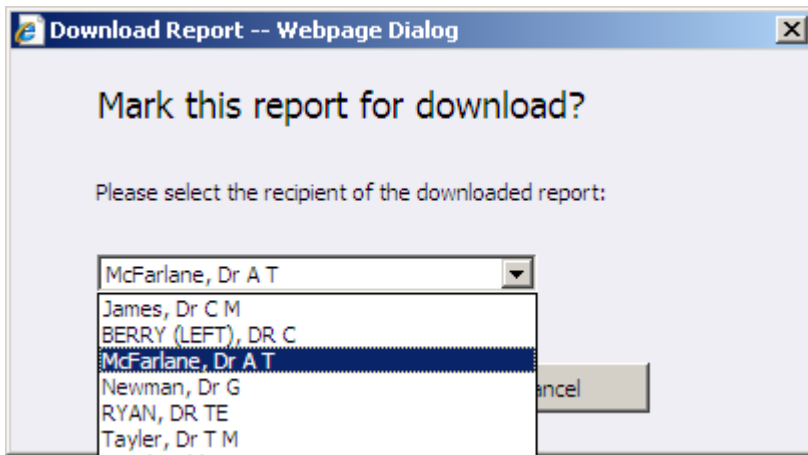 Download Report -- Webpage Dialog
Mark this report for download?
Please select the recipient of the downloaded report:
McFarlane, Dr A T
James, Dr C M
BERRY (LEFT), DR C
McFarlane, Dr A T
Newman, Dr G
ancel
RYAN, DR TE
Tayler, Dr T M